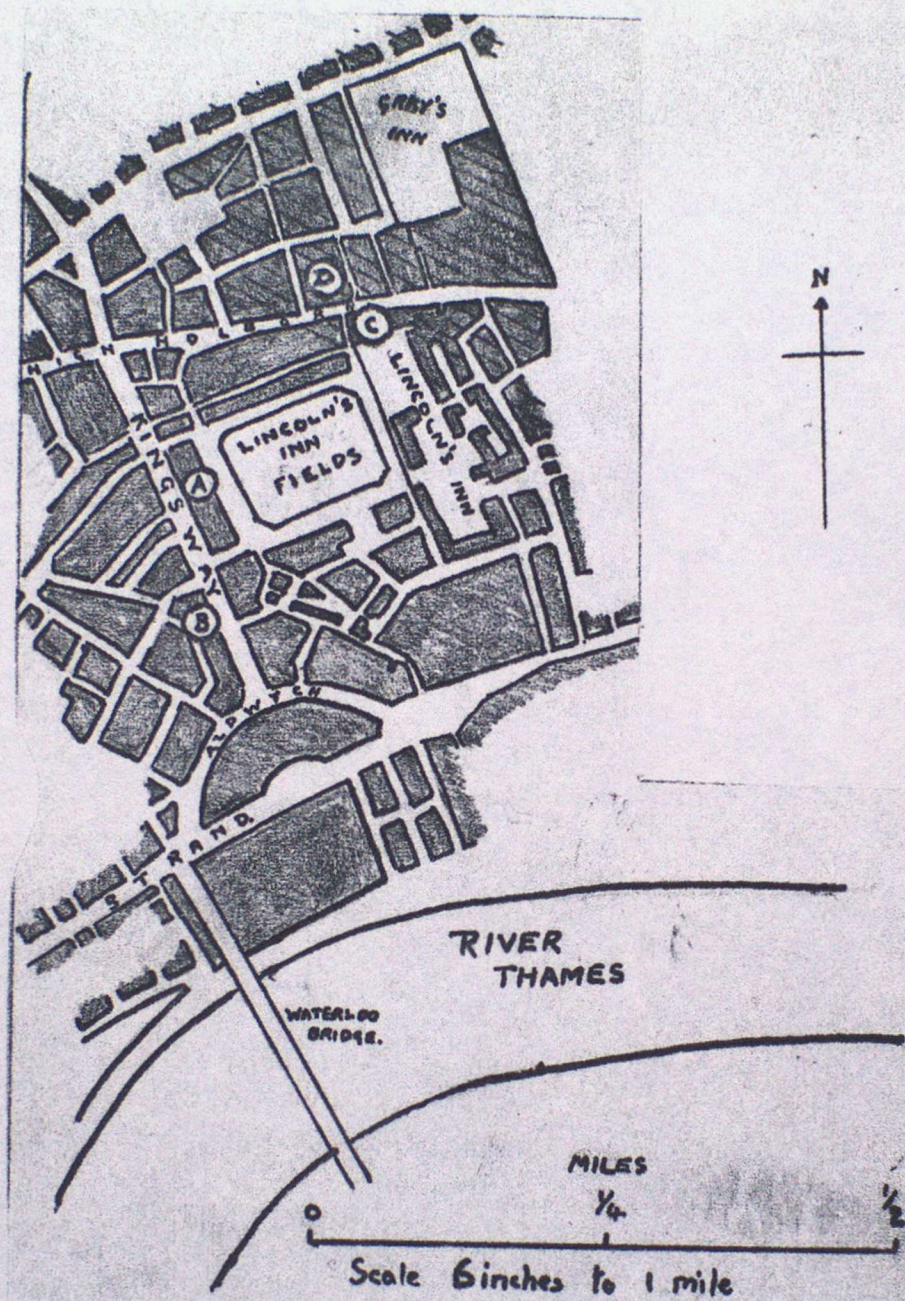 GRAY'S
INN
N
D
C
HIGH HOLBORN
LINCOLN'S
INN
FIELDS
LINCOLN'S INN
KINGSWAY
A
B
ALDWYCH
STRAND.
RIVER
THAMES
WATERLOO
BRIDGE.
MILES
0 1/4 1/2
Scale 6 inches to 1 mile